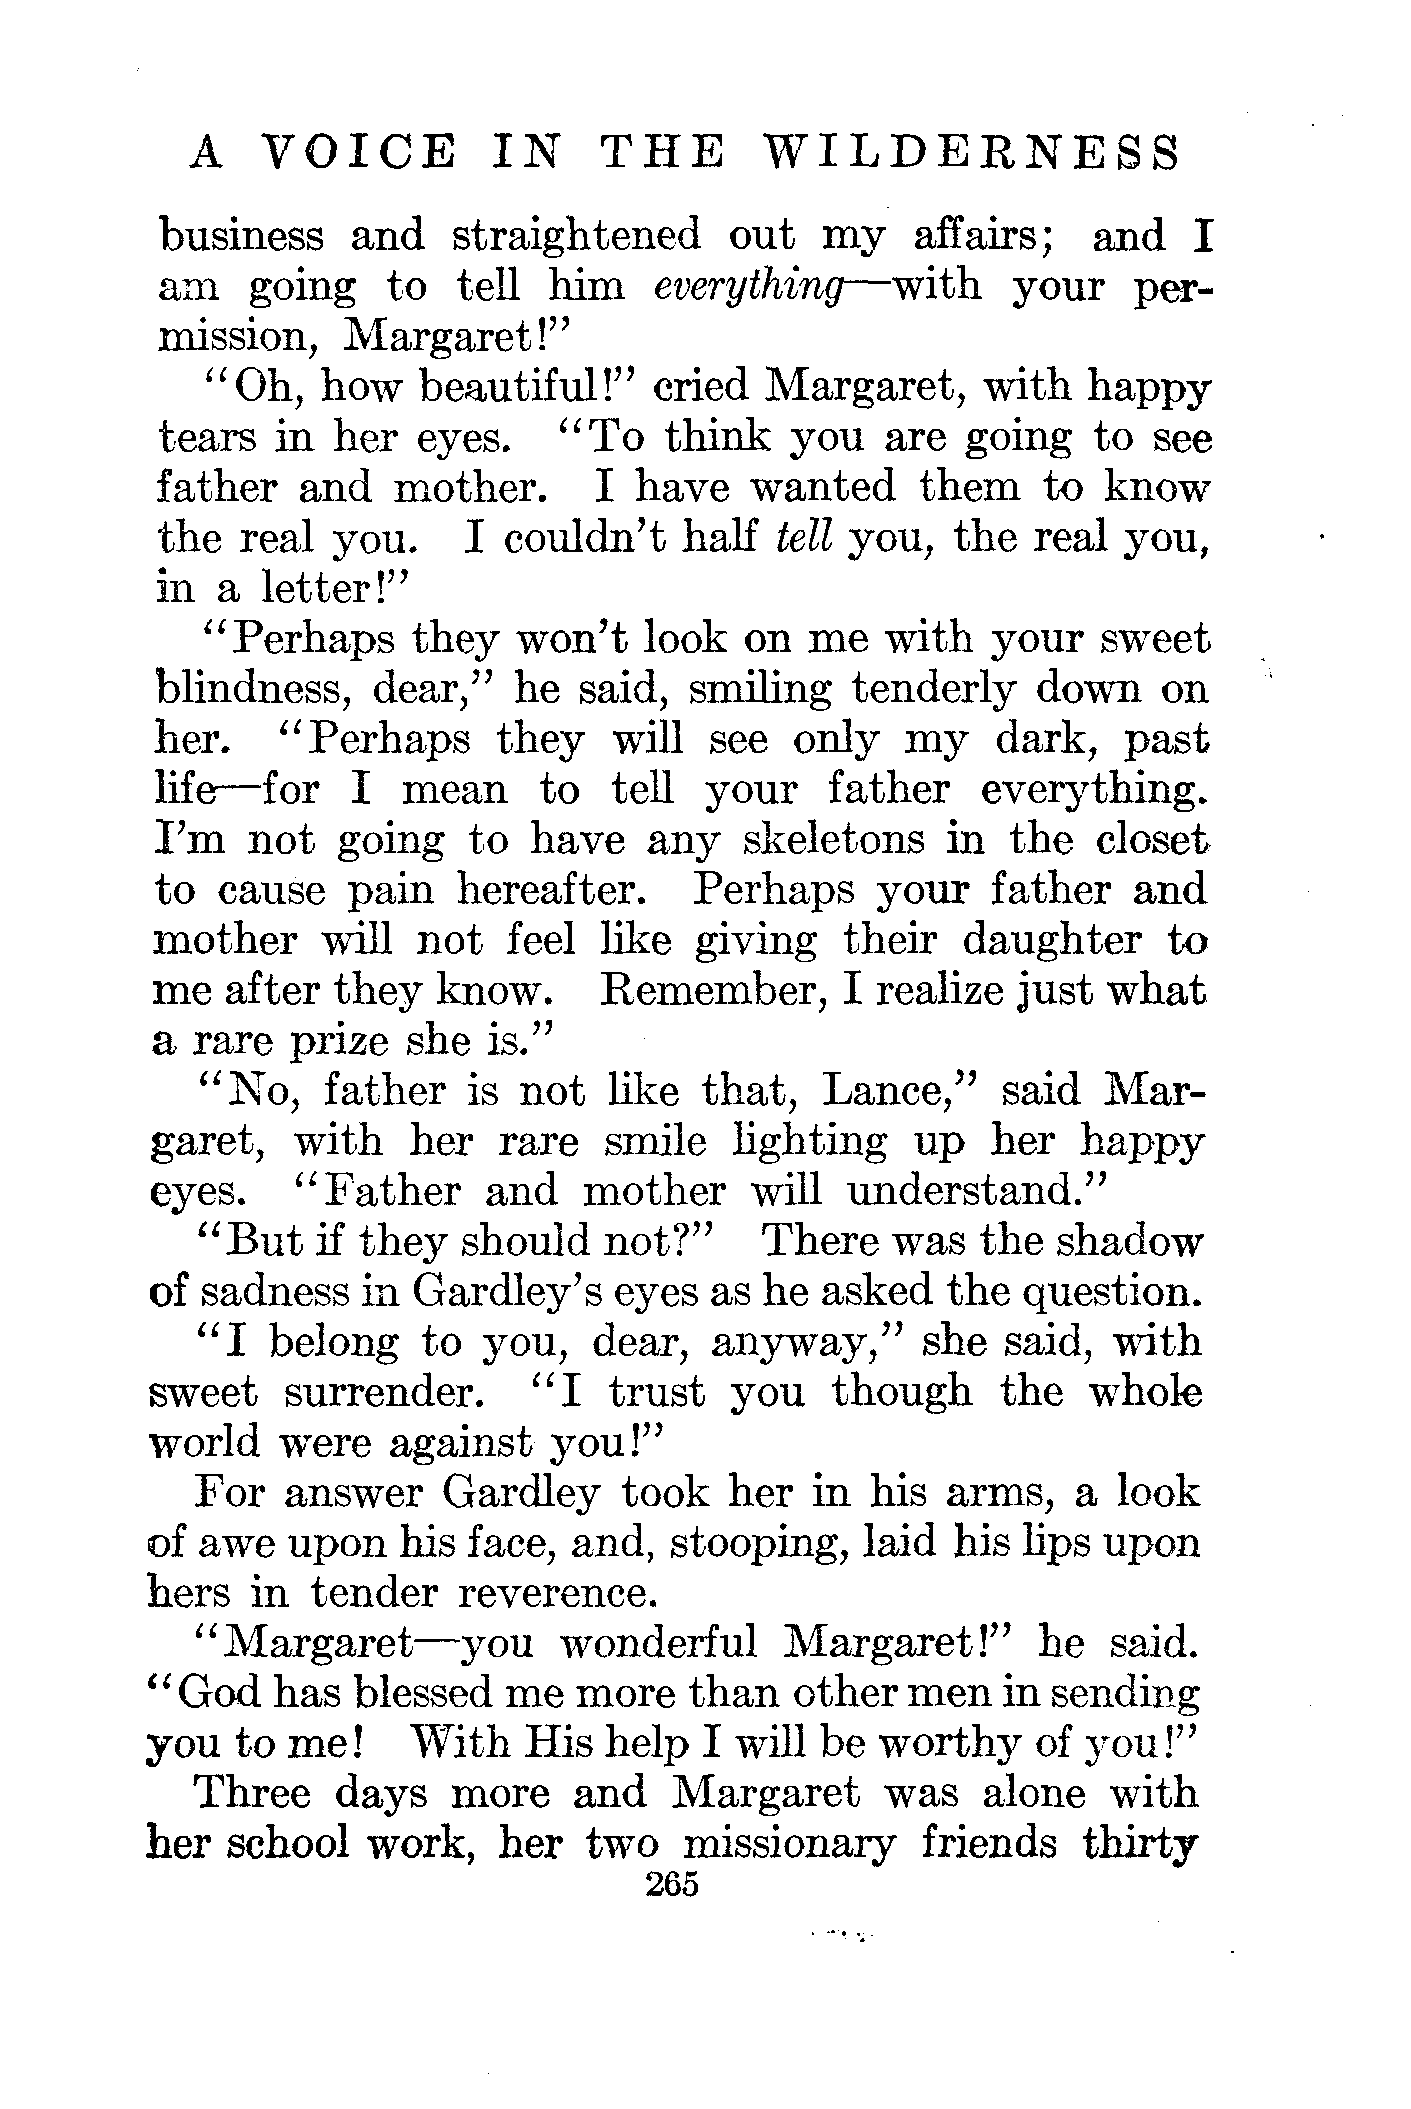 A VOICE IN THE WILDERNESS
business and straightened out my affairs; and I
am going to tell him everything—with your per-
mission, Margaret!”
“Oh, how beautiful!” cried Margaret, with happy
tears in her eyes. “To think you are going to see
father and mother. I have wanted them to know
the real you. I couldn’t half tell you, the real you,
in a letter!”
“Perhaps they won’t look on me with your sweet
blindness, dear,” he said, smiling tenderly down on
her. “Perhaps they will see only my dark, past
life—for I mean to tell your father everything.
I’m not going to have any skeletons in the closet
to cause pain hereafter. Perhaps your father and
mother will not feel like giving their daughter to
me after they know. Remember, I realize just what
a rare prize she is.”
“No, father is not like that, Lance,” said Mar-
garet, with her rare smile lighting up her happy
eyes. “Father and mother will understand.”
“But if they should not?” There was the shadow
of sadness in Gardley’s eyes as he asked the question.
“I belong to you, dear, anyway,” she said, with
sweet surrender. “I trust you though the whole
world were against you!”
For answer Gardley took her in his arms, a look
of awe upon his face, and, stooping, laid his lips upon
hers in tender reverence.
“Margaret—you wonderful Margaret!” he said.
“God has blessed me more than other men in sending
you to me! With His help I will be worthy of you!”
Three days more and Margaret was alone with
her school work, her two missionary friends thirty
265